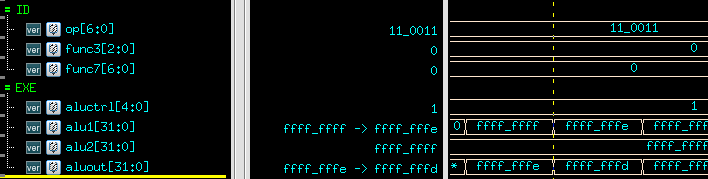 ID
ver op[6:0] 11_0011 11_0011
ver func3[2:0] 0 0
ver func7[6:0] 0 0
EXE
ver aluctrl[4:0] 1 1
ver alu1[31:0] ffff_ffff -> ffff_fffe 0 ffff_ffff ffff_fffe ffff_fff
ver alu2[31:0] ffff_ffff ffff_ff
ver aluout[31:0] ffff_fffe -> ffff_fffd * ffff_fffe ffff_fffd ffff_fff